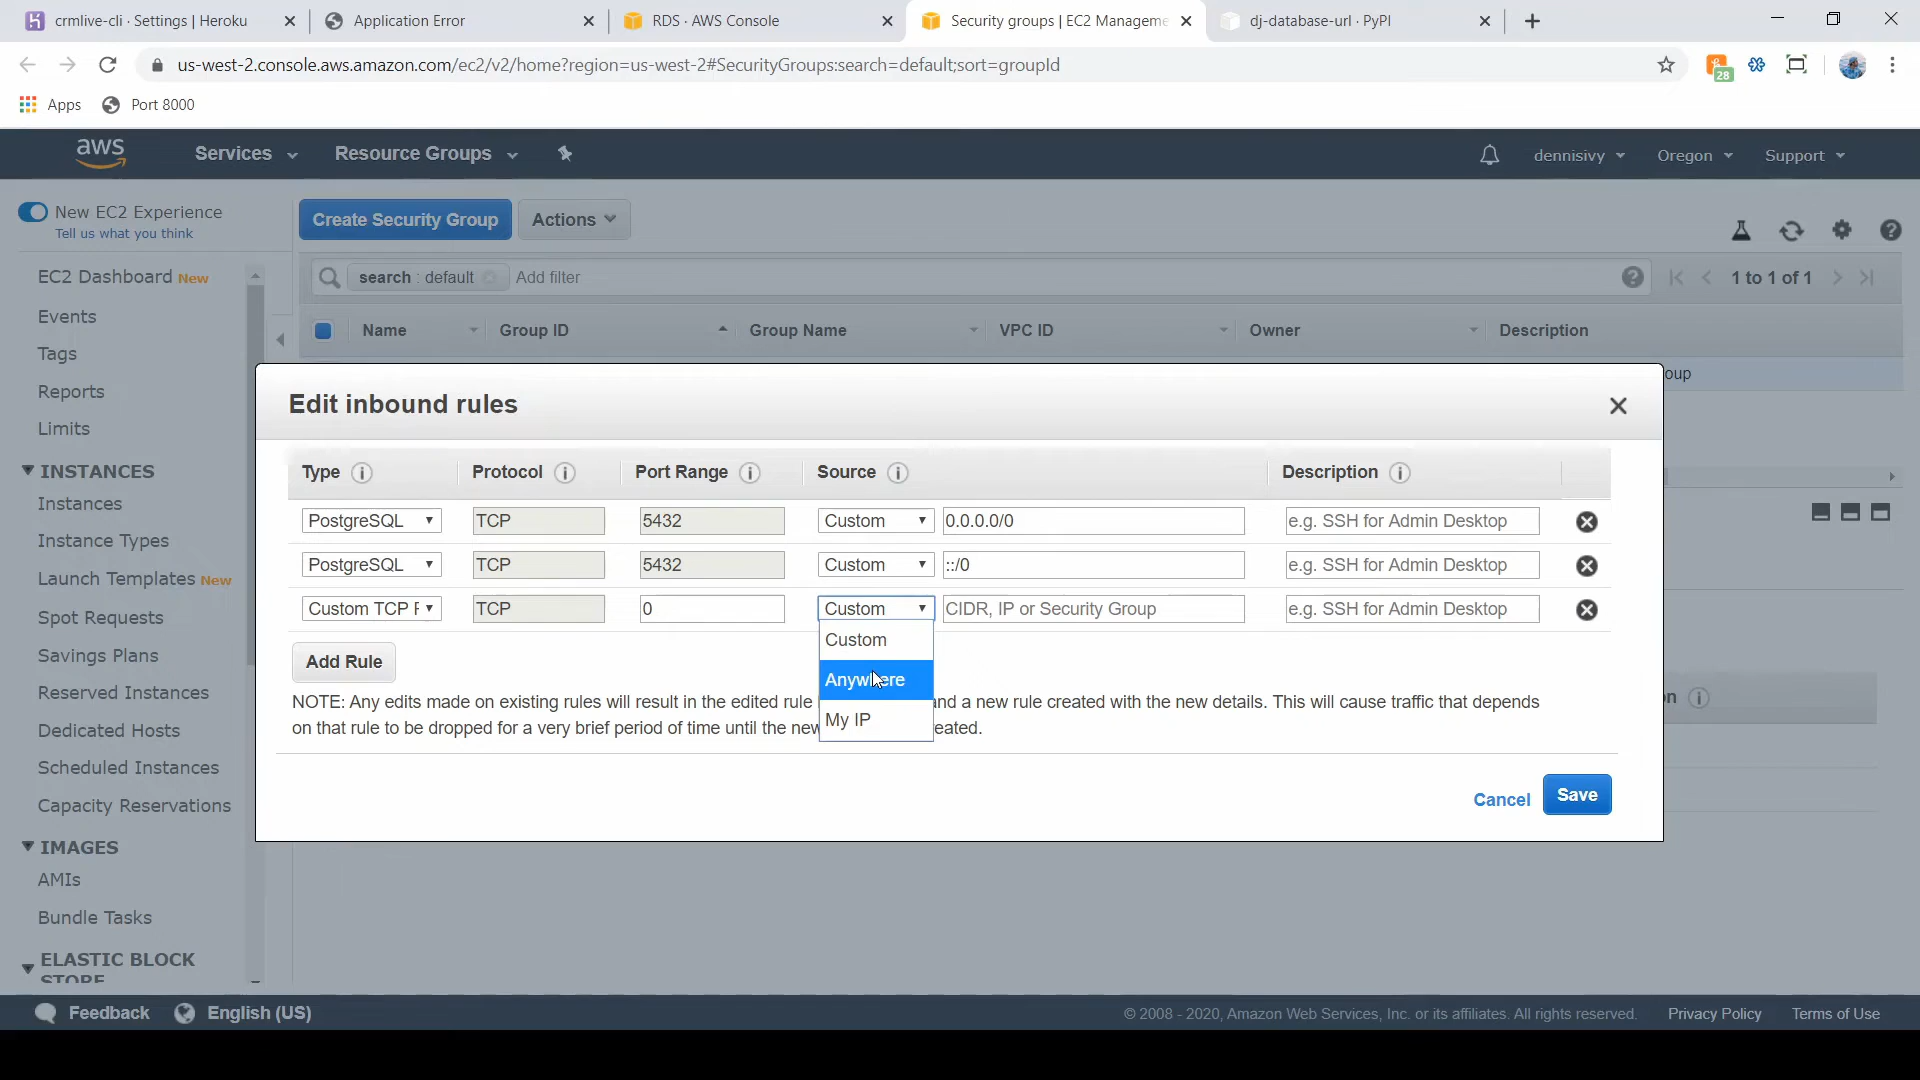 crmlive-cli · Settings | Heroku
Application Error
RDS · AWS Console
Security groups | EC2 Manageme
dj-database-url · PyPI
us-west-2.console.aws.amazon.com/ec2/v2/home?region=us-west-2#SecurityGroups:search=default;sort=groupId
28
Apps
Port 8000
aws
Services
Resource Groups
dennisivy
Oregon
Support
New EC2 Experience
Tell us what you think
Create Security Group
Actions
search : default
Add filter
1 to 1 of 1
EC2 Dashboard New
Events
Tags
Reports
Limits
INSTANCES
Instances
Instance Types
Launch Templates New
Spot Requests
Savings Plans
Reserved Instances
Dedicated Hosts
Scheduled Instances
Capacity Reservations
IMAGES
AMIs
Bundle Tasks
ELASTIC BLOCK
STORE
Name
Group ID
Group Name
VPC ID
Owner
Description
oup
Edit inbound rules
Type
Protocol
Port Range
Source
Description
PostgreSQL TCP 5432 Custom 0.0.0.0/0 e.g. SSH for Admin Desktop
PostgreSQL TCP 5432 Custom ::/0 e.g. SSH for Admin Desktop
Custom TCP F TCP 0 Custom CIDR, IP or Security Group e.g. SSH for Admin Desktop
Custom
Anywhere
My IP
Add Rule
NOTE: Any edits made on existing rules will result in the edited rule nd a new rule created with the new details. This will cause traffic that depends
on that rule to be dropped for a very brief period of time until the new eated.
Cancel
Save
n
Feedback
English (US)
© 2008 - 2020, Amazon Web Services, Inc. or its affiliates. All rights reserved.
Privacy Policy
Terms of Use